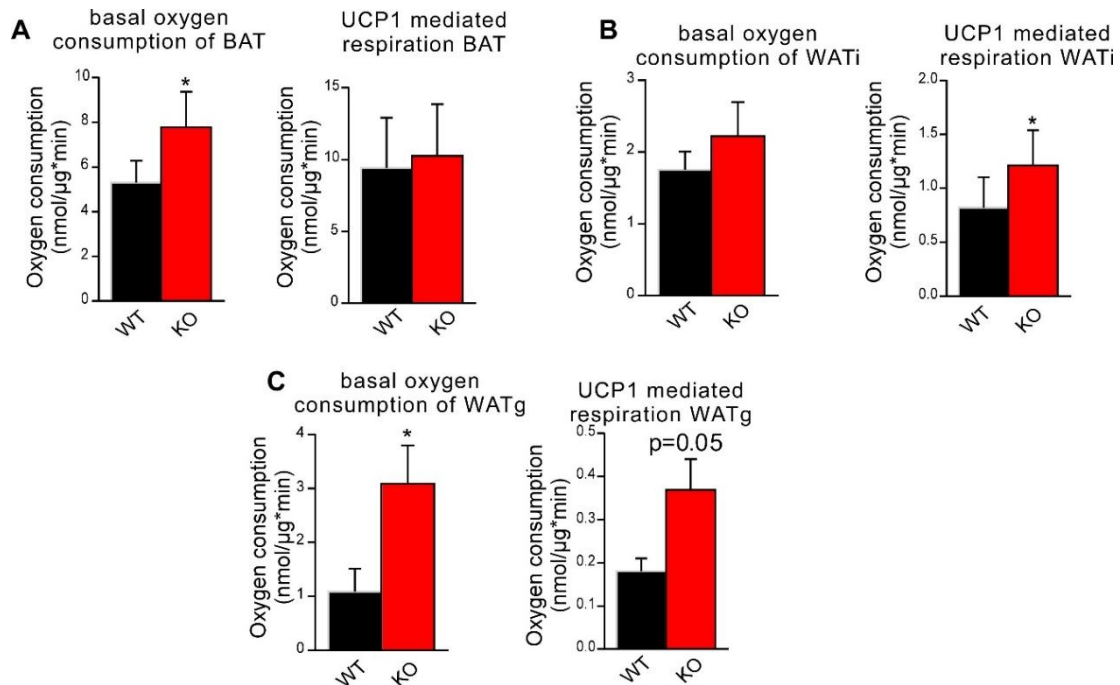 A
basal oxygen
consumption of BAT
Oxygen consumption
(nmol/µg*min)
10
8
6
4
2
0
*
WT
KO
UCP1 mediated
respiration BAT
Oxygen consumption
(nmol/µg*min)
15
10
5
0
WT
KO
B
basal oxygen
consumption of WATi
Oxygen consumption
(nmol/µg*min)
3
2
1
0
WT
KO
UCP1 mediated
respiration WATi
Oxygen consumption
(nmol/µg*min)
2.0
1.5
1.0
0.5
0.0
*
WT
KO
C
basal oxygen
consumption of WATg
Oxygen consumption
(nmol/µg*min)
4
3
2
1
0
*
WT
KO
UCP1 mediated
respiration WATg
p=0.05
Oxygen consumption
(nmol/µg*min)
0.5
0.4
0.3
0.2
0.1
0.0
WT
KO